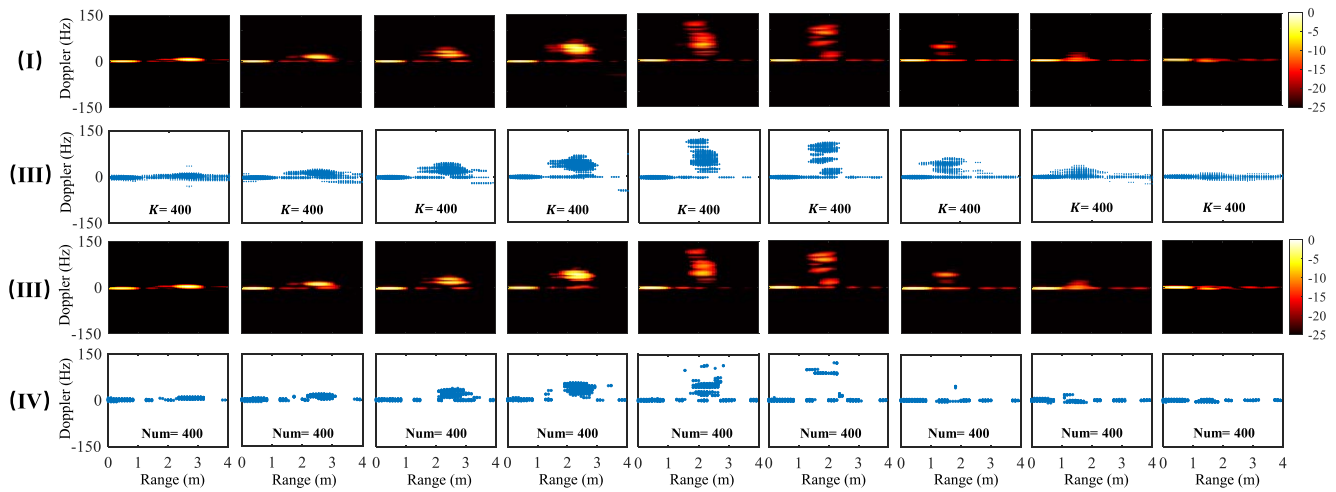 (I) Doppler (Hz) 150 0 -150 0 -5 -10 -15 -20 -25
(III) Doppler (Hz) 150 0 -150
K= 400 K= 400 K= 400 K= 400 K= 400 K= 400 K= 400 K= 400 K= 400
(III) Doppler (Hz) 150 0 -150 0 -5 -10 -15 -20 -25
(IV) Doppler (Hz) 150 0 -150
Num= 400 Num= 400 Num= 400 Num= 400 Num= 400 Num= 400 Num= 400 Num= 400 Num= 400
0 1 2 3 4 0 1 2 3 4 0 1 2 3 4 0 1 2 3 4 0 1 2 3 4 0 1 2 3 4 0 1 2 3 4 0 1 2 3 4 0 1 2 3 4
Range (m) Range (m) Range (m) Range (m) Range (m) Range (m) Range (m) Range (m) Range (m)